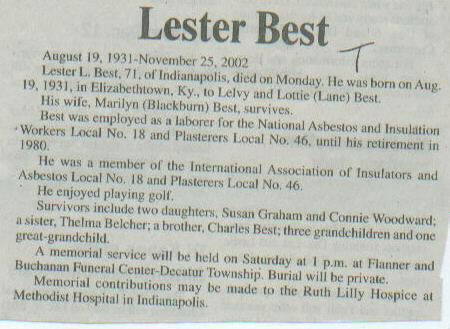 Lester Best
T
August 19, 1931-November 25, 2002
Lester L. Best, 71, of Indianapolis, died on Monday. He was born on Aug.
19, 1931, in Elizabethtown, Ky., to Lelvy and Lottie (Lane) Best.
His wife, Marilyn (Blackburn) Best, survives.
Best was employed as a laborer for the National Asbestos and Insulation
Workers Local No. 18 and Plasterers Local No. 46, until his retirement in
1980.
He was a member of the International Association of Insulators and
Asbestos Local No. 18 and Plasterers Local No. 46.
He enjoyed playing golf.
Survivors include two daughters, Susan Graham and Connie Woodward;
a sister, Thelma Belcher; a brother, Charles Best; three grandchildren and one
great-grandchild.
A memorial service will be held on Saturday at 1 p.m. at Flanner and
Buchanan Funeral Center-Decatur Township. Burial will be private.
Memorial contributions may be made to the Ruth Lilly Hospice at
Methodist Hospital in Indianapolis.